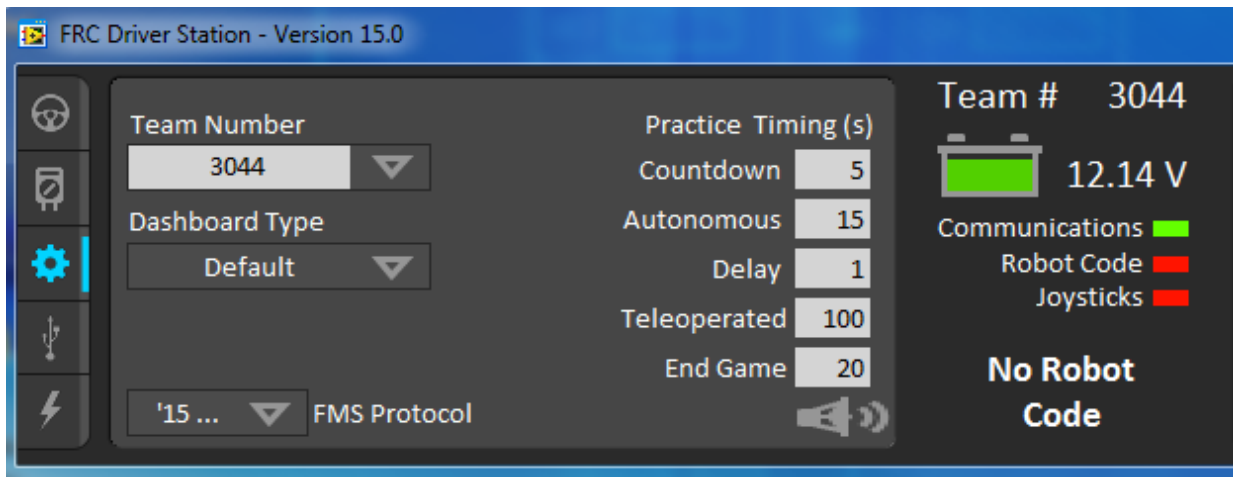 FRC Driver Station - Version 15.0
Team Number
3044
Dashboard Type
Default
'15 ... FMS Protocol
Practice Timing (s)
Countdown 5
Autonomous 15
Delay 1
Teleoperated 100
End Game 20
Team # 3044
12.14 V
Communications
Robot Code
Joysticks
No Robot
Code